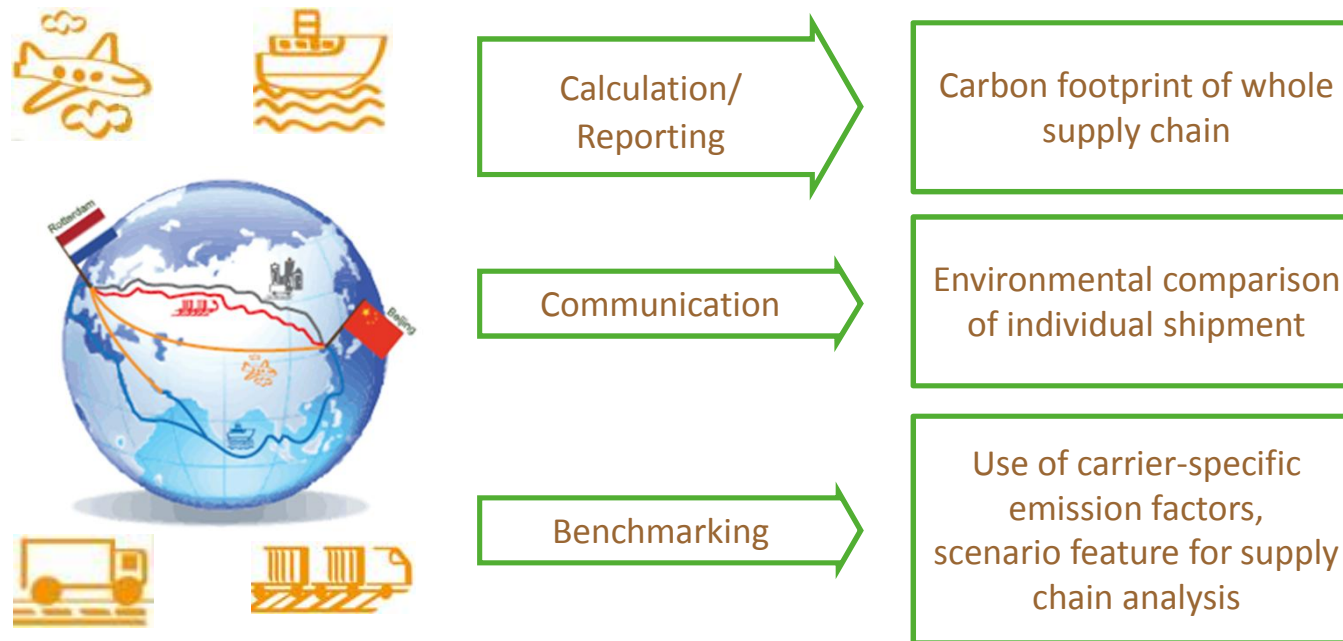 Calculation/
Reporting
Carbon footprint of whole
supply chain
Rotterdam
Beijing
Communication
Environmental comparison
of individual shipment
Benchmarking
Use of carrier-specific
emission factors,
scenario feature for supply
chain analysis